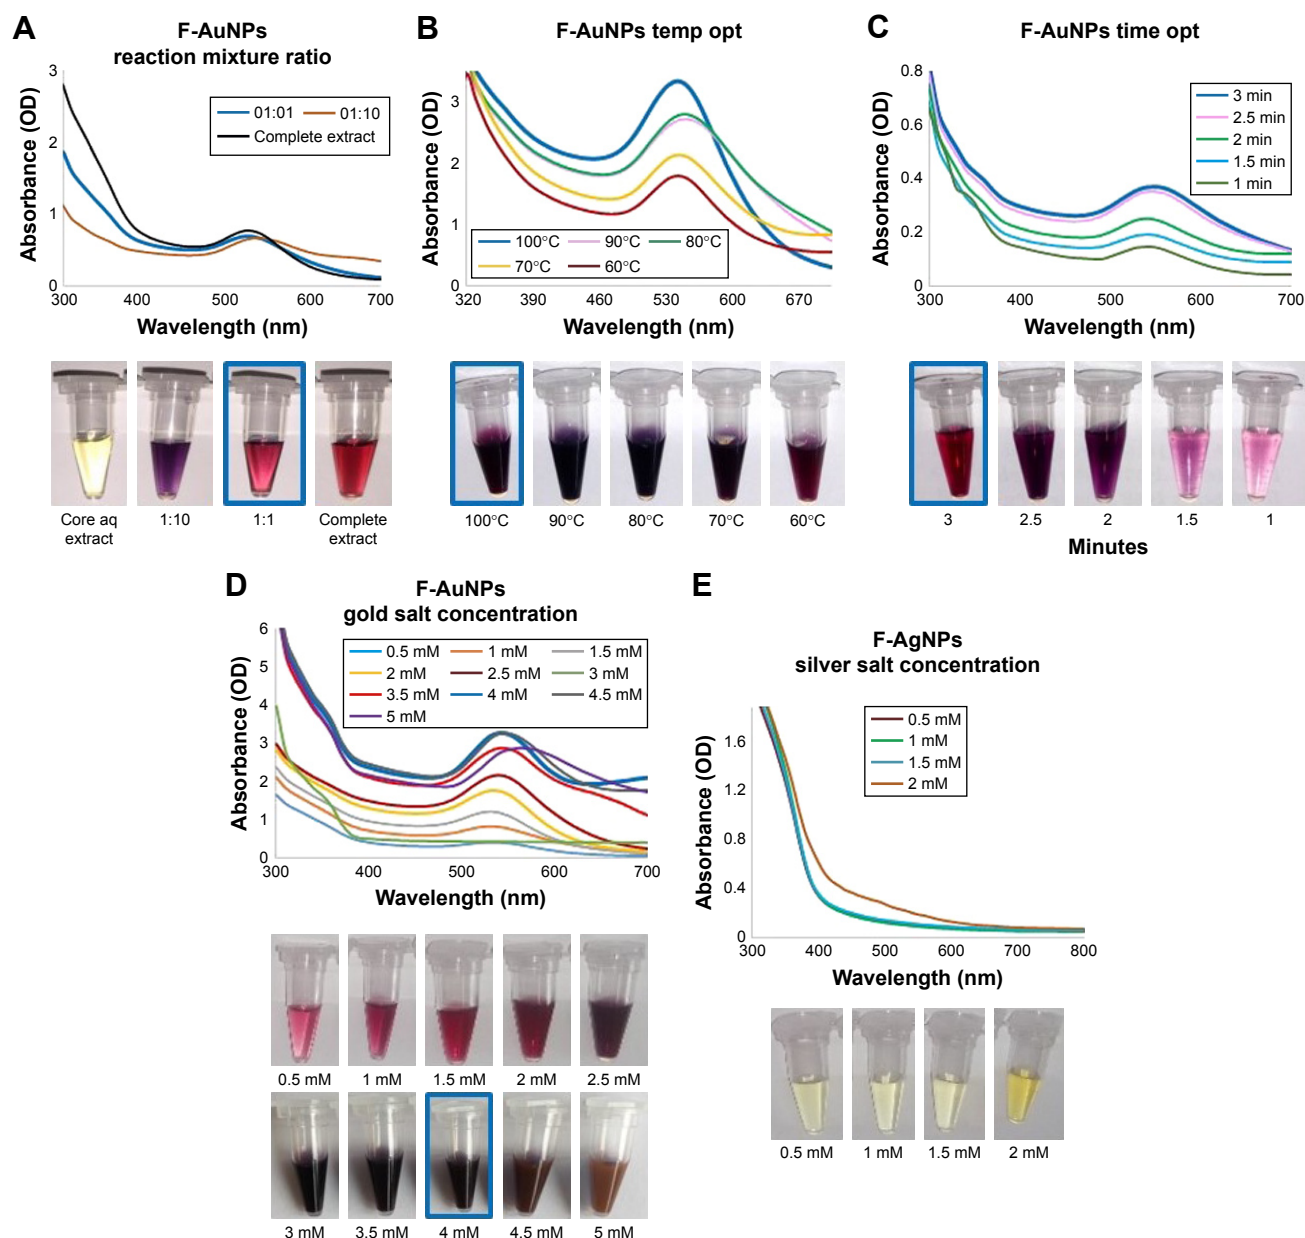 A
F-AuNPs
reaction mixture ratio
Absorbance (OD)
3
2
1
0
01:01
01:10
Complete extract
300
400
500
600
700
Wavelength (nm)
Core aq
extract
1:10
1:1
Complete
extract
B
F-AuNPs temp opt
Absorbance (OD)
3
2
1
0
100°C
90°C
80°C
70°C
60°C
320
390
460
530
600
670
Wavelength (nm)
100°C
90°C
80°C
70°C
60°C
C
F-AuNPs time opt
Absorbance (OD)
0.8
0.6
0.4
0.2
0
3 min
2.5 min
2 min
1.5 min
1 min
300
400
500
600
700
Wavelength (nm)
3
2.5
2
1.5
1
Minutes
D
F-AuNPs
gold salt concentration
Absorbance (OD)
6
5
4
3
2
1
0
0.5 mM
1 mM
1.5 mM
2 mM
2.5 mM
3 mM
3.5 mM
4 mM
4.5 mM
5 mM
300
400
500
600
700
Wavelength (nm)
0.5 mM
1 mM
1.5 mM
2 mM
2.5 mM
3 mM
3.5 mM
4 mM
4.5 mM
5 mM
E
F-AgNPs
silver salt concentration
Absorbance (OD)
1.6
1.2
0.8
0.4
0
0.5 mM
1 mM
1.5 mM
2 mM
300
400
500
600
700
800
Wavelength (nm)
0.5 mM
1 mM
1.5 mM
2 mM